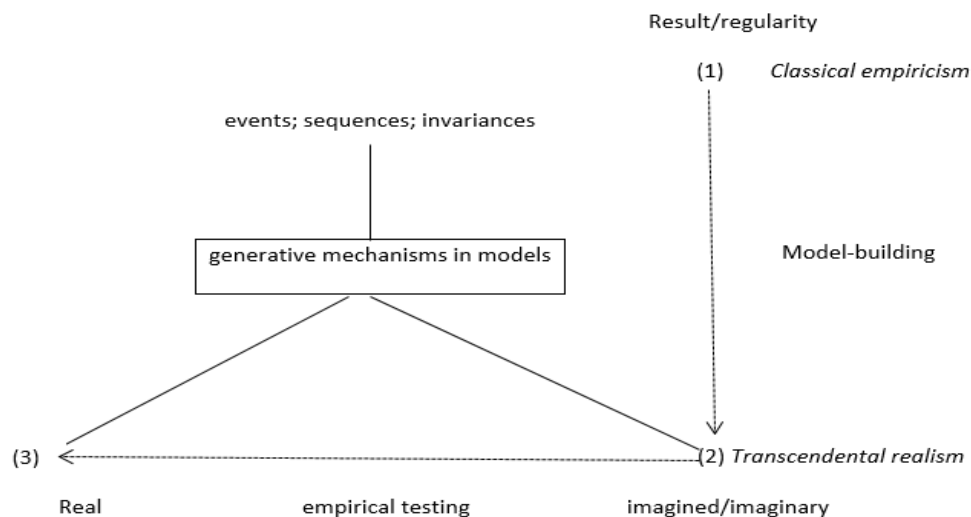 Result/regularity
(1) Classical empiricism
events; sequences; invariances
generative mechanisms in models
Model-building
(3)
(2) Transcendental realism
Real empirical testing imagined/imaginary